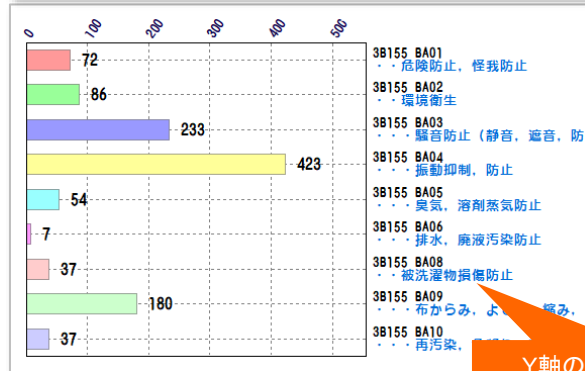 0 100 200 300 400 500
72 3B155 BA01
・・危険防止，怪我防止
86 3B155 BA02
・・環境衛生
233 3B155 BA03
・・・騒音防止（静音，遮音，防
423 3B155 BA04
・・・振動抑制，防止
54 3B155 BA05
・・・臭気，溶剤蒸気防止
7 3B155 BA06
・・・排水，廃液汚染防止
37 3B155 BA08
・・被洗濯物損傷防止
180 3B155 BA09
・・・布からみ，よ 縮み，
37 3B155 BA10
・・・再汚染，
Y軸の